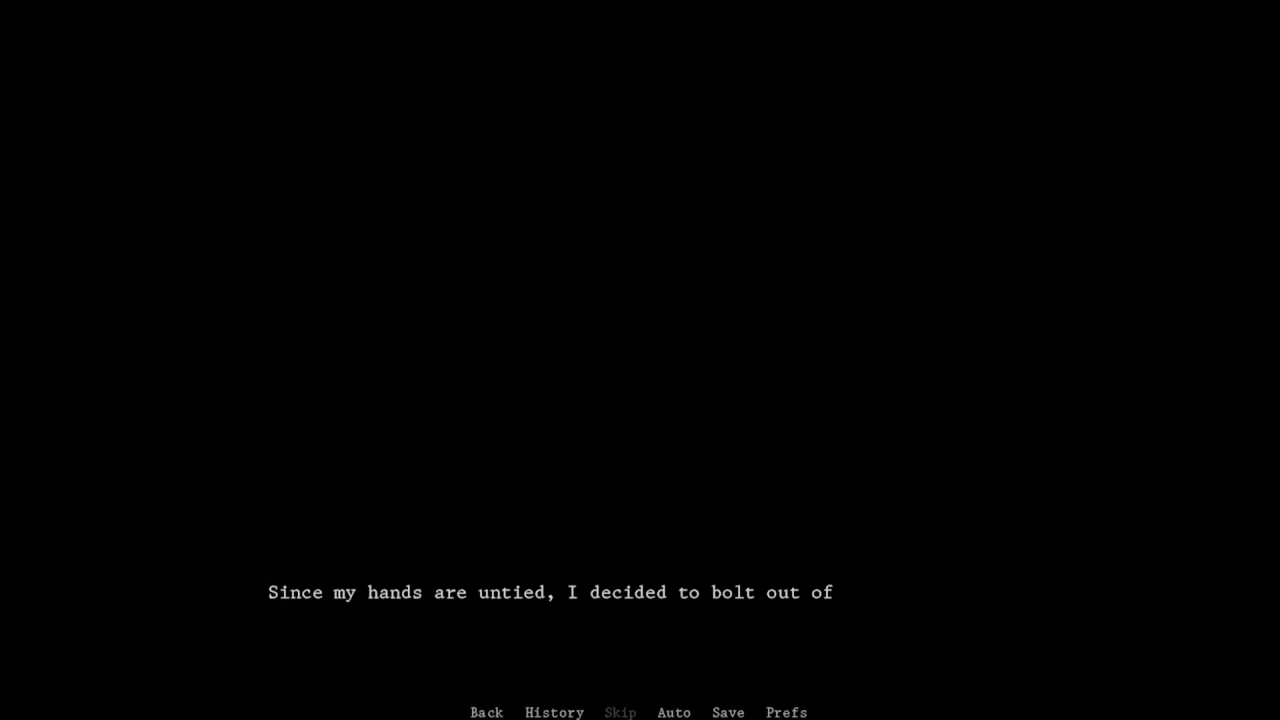 Since my hands are untied, I decided to bolt out of
Back History Skip Auto Save Prefs